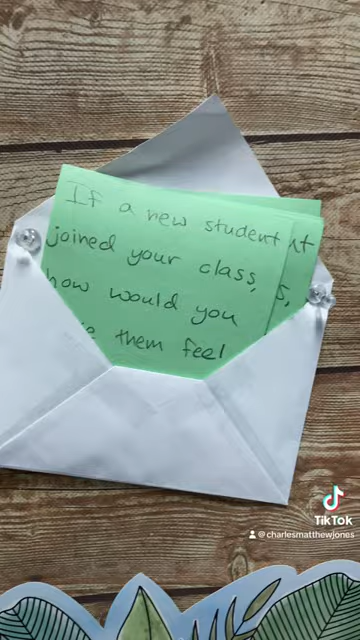 If a new student
joined your class,
how would you
them feel
TikTok
@charlesmatthewjones